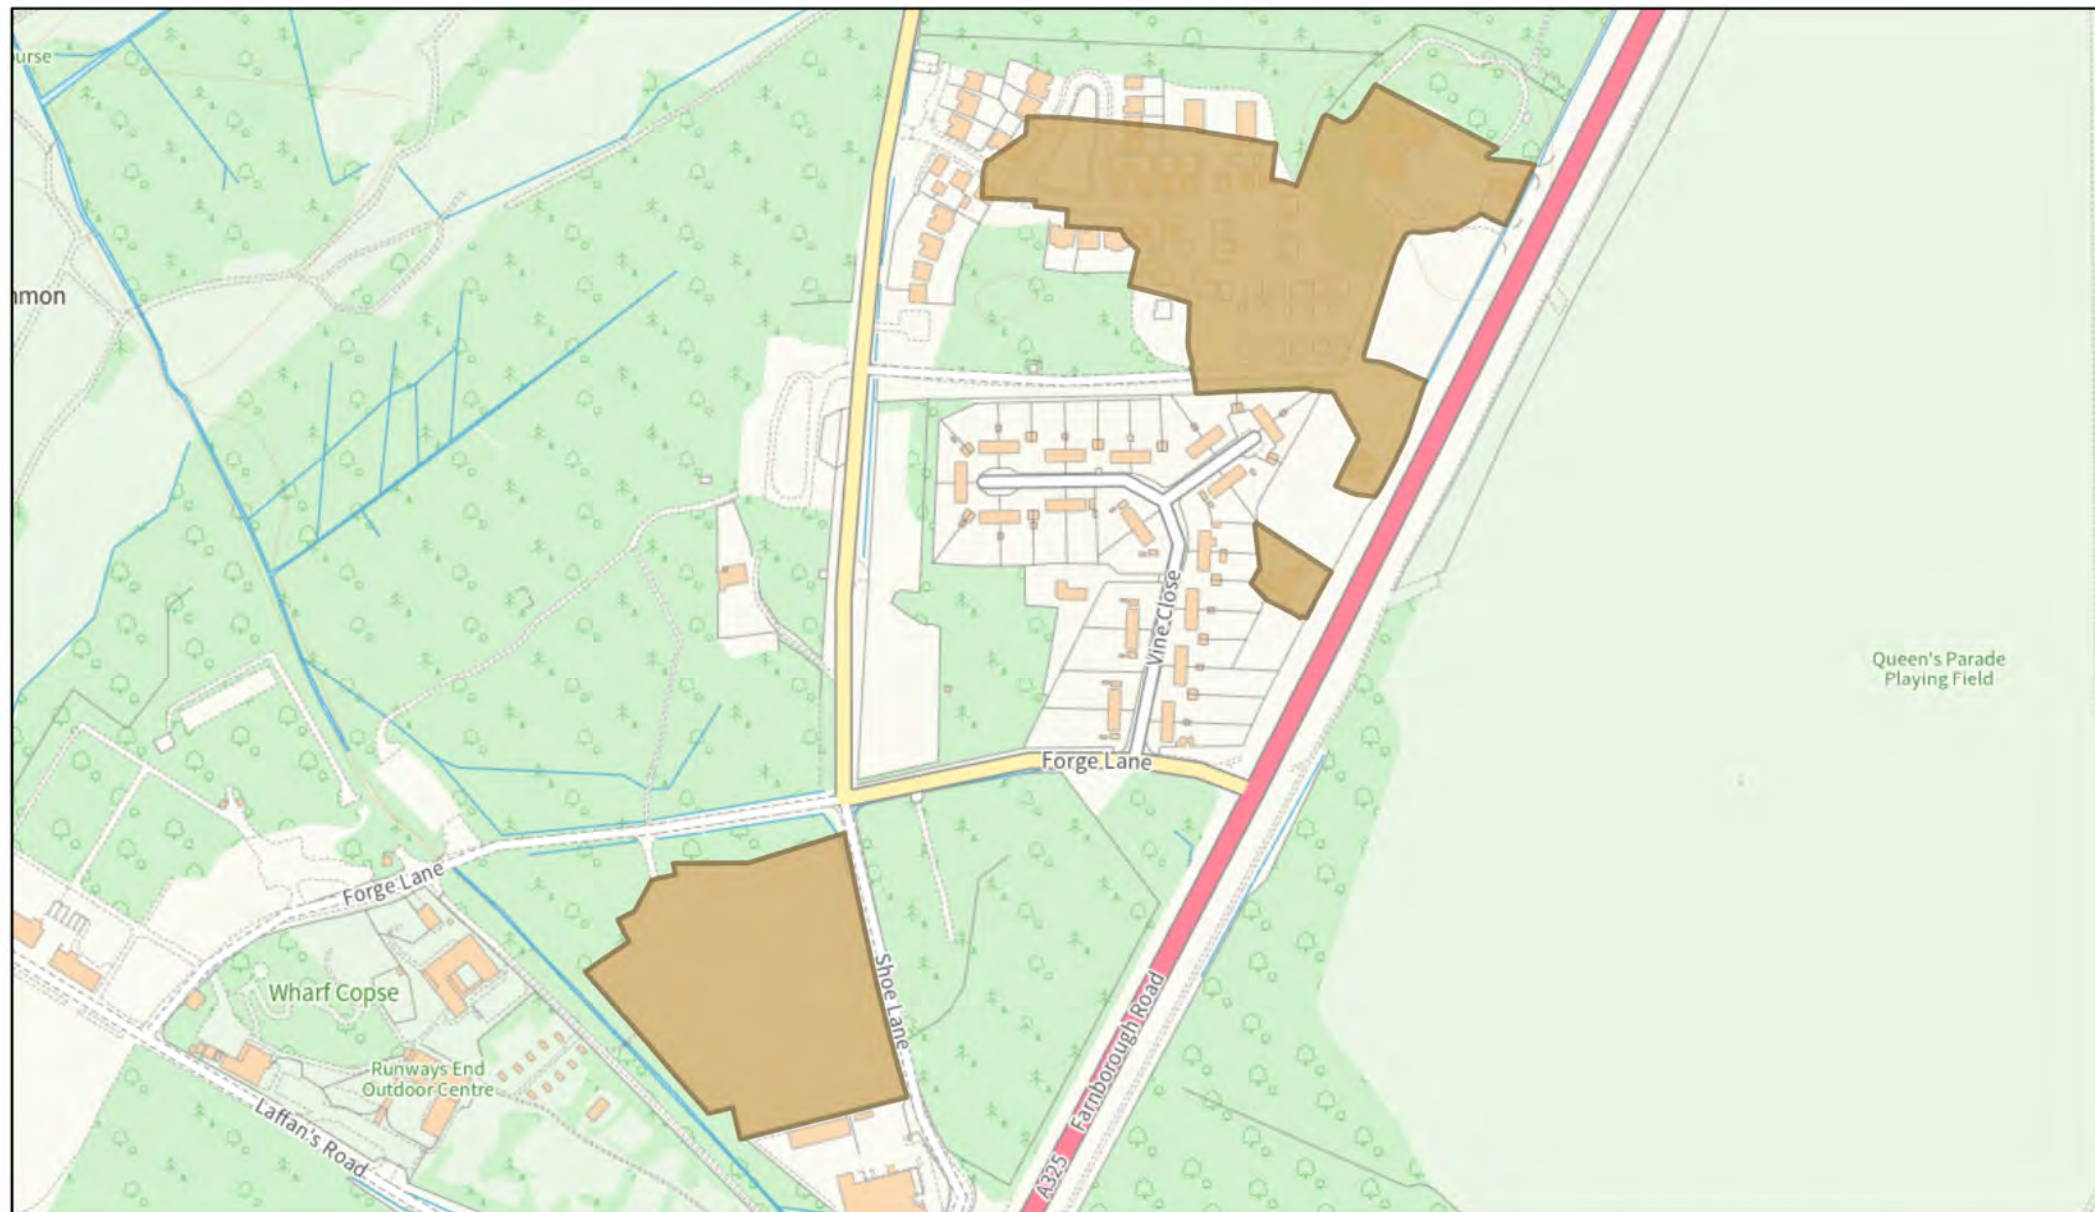 urse
mmon
Vine Close
Queen's Parade
Playing Field
Forge Lane
Forge Lane
Shoe Lane
Wharf Copse
Runways End
Outdoor Centre
Laffan's Road
A325 Farnborough Road